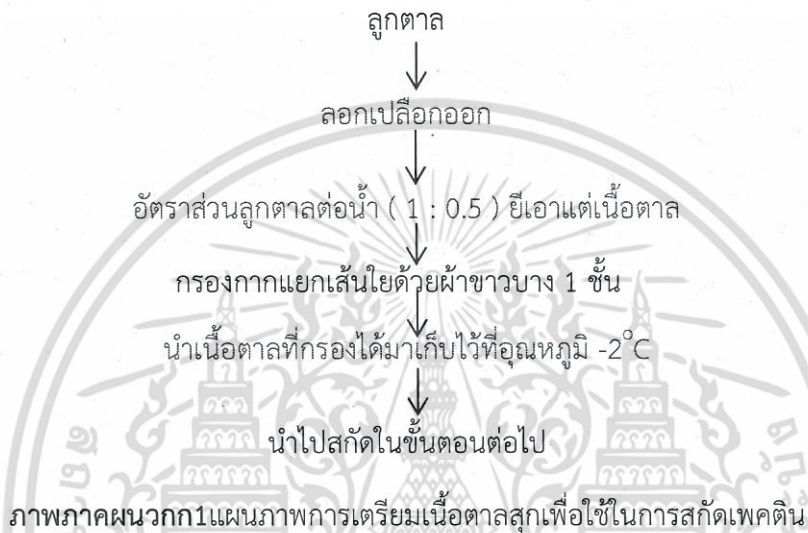 ลูกตาล
ลอกเปลือกออก
อัตราส่วนลูกตาลต่อน้ำ ( 1 : 0.5 ) ยีเอาแต่เนื้อตาล
กรองกากแยกเส้นใยด้วยผ้าขาวบาง 1 ชั้น
นำเนื้อตาลที่กรองได้มาเก็บไว้ที่อุณหภูมิ -2°C
นำไปสกัดในขั้นตอนต่อไป
ภาพภาคผนวกก1แผนภาพการเตรียมเนื้อตาลสุกเพื่อใช้ในการสกัดเพคติน